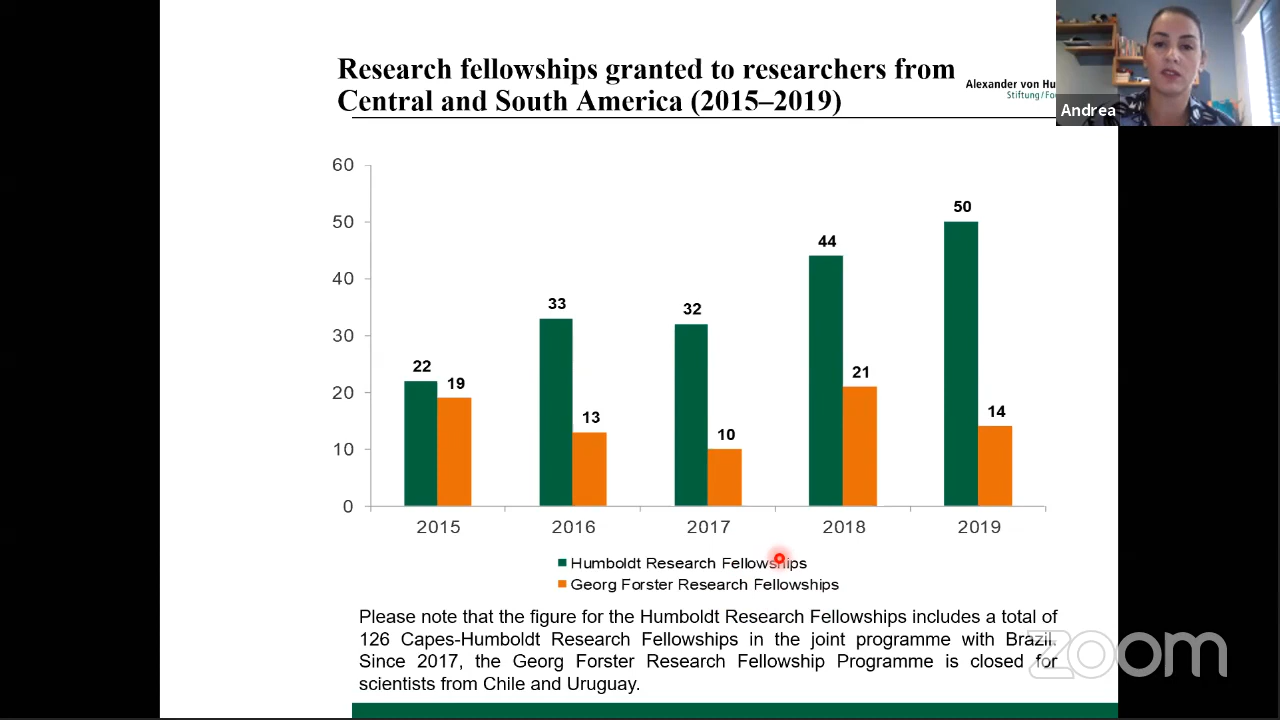 Research fellowships granted to researchers from
Central and South America (2015–2019)
Alexander von Hu
Stiftung/Fo
Andrea
60
50
40
30
20
10
0
22
19
33
13
32
10
44
21
50
14
2015
2016
2017
2018
2019
Humboldt Research Fellowships
Georg Forster Research Fellowships
Please note that the figure for the Humboldt Research Fellowships includes a total of
126 Capes-Humboldt Research Fellowships in the joint programme with Brazil.
Since 2017, the Georg Forster Research Fellowship Programme is closed for
scientists from Chile and Uruguay.
zoom